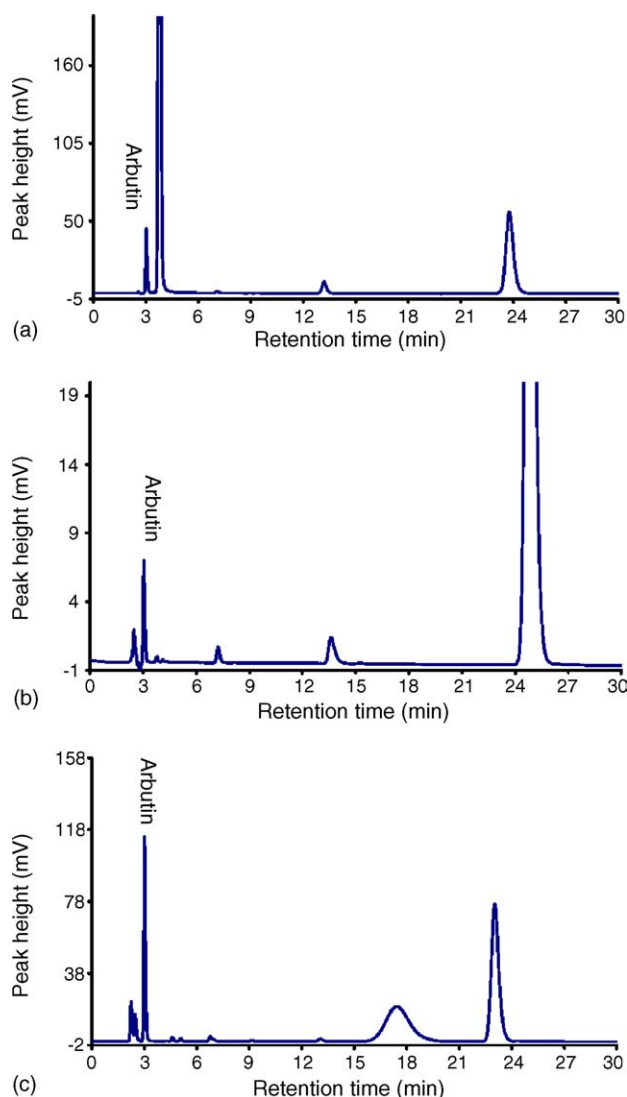 Peak height (mV)
160
105
50
-5
Arbutin
0 3 6 9 12 15 18 21 24 27 30
Retention time (min)
(a)
Peak height (mV)
19
14
9
4
-1
Arbutin
0 3 6 9 12 15 18 21 24 27 30
Retention time (min)
(b)
Peak height (mV)
158
118
78
38
-2
Arbutin
0 3 6 9 12 15 18 21 24 27 30
Retention time (min)
(c)